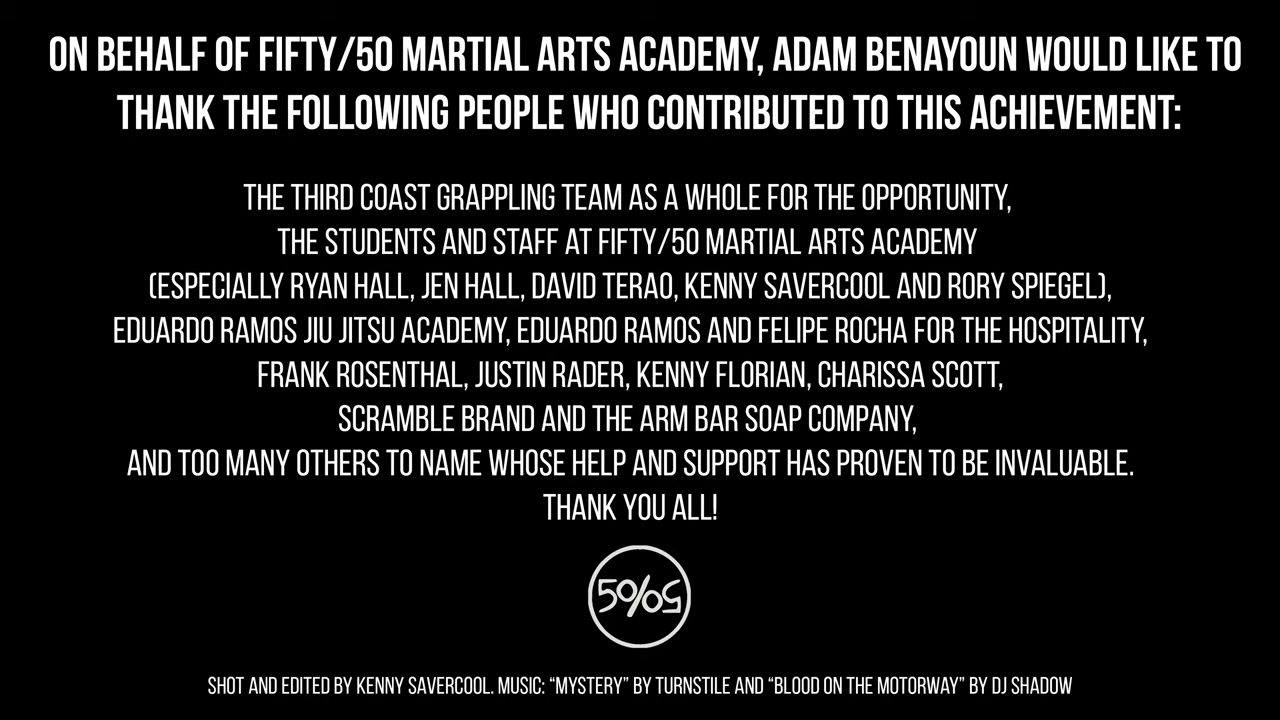 ON BEHALF OF FIFTY/50 MARTIAL ARTS ACADEMY, ADAM BENAYOUN WOULD LIKE TO
THANK THE FOLLOWING PEOPLE WHO CONTRIBUTED TO THIS ACHIEVEMENT:
THE THIRD COAST GRAPPLING TEAM AS A WHOLE FOR THE OPPORTUNITY,
THE STUDENTS AND STAFF AT FIFTY/50 MARTIAL ARTS ACADEMY
(ESPECIALLY RYAN HALL, JEN HALL, DAVID TERAO, KENNY SAVERCOOL AND RORY SPIEGEL),
EDUARDO RAMOS JIU JITSU ACADEMY, EDUARDO RAMOS AND FELIPE ROCHA FOR THE HOSPITALITY,
FRANK ROSENTHAL, JUSTIN RADER, KENNY FLORIAN, CHARISSA SCOTT,
SCRAMBLE BRAND AND THE ARM BAR SOAP COMPANY,
AND TOO MANY OTHERS TO NAME WHOSE HELP AND SUPPORT HAS PROVEN TO BE INVALUABLE.
THANK YOU ALL!
50/50
SHOT AND EDITED BY KENNY SAVERCOOL. MUSIC: “MYSTERY” BY TURNSTILE AND “BLOOD ON THE MOTORWAY” BY DJ SHADOW